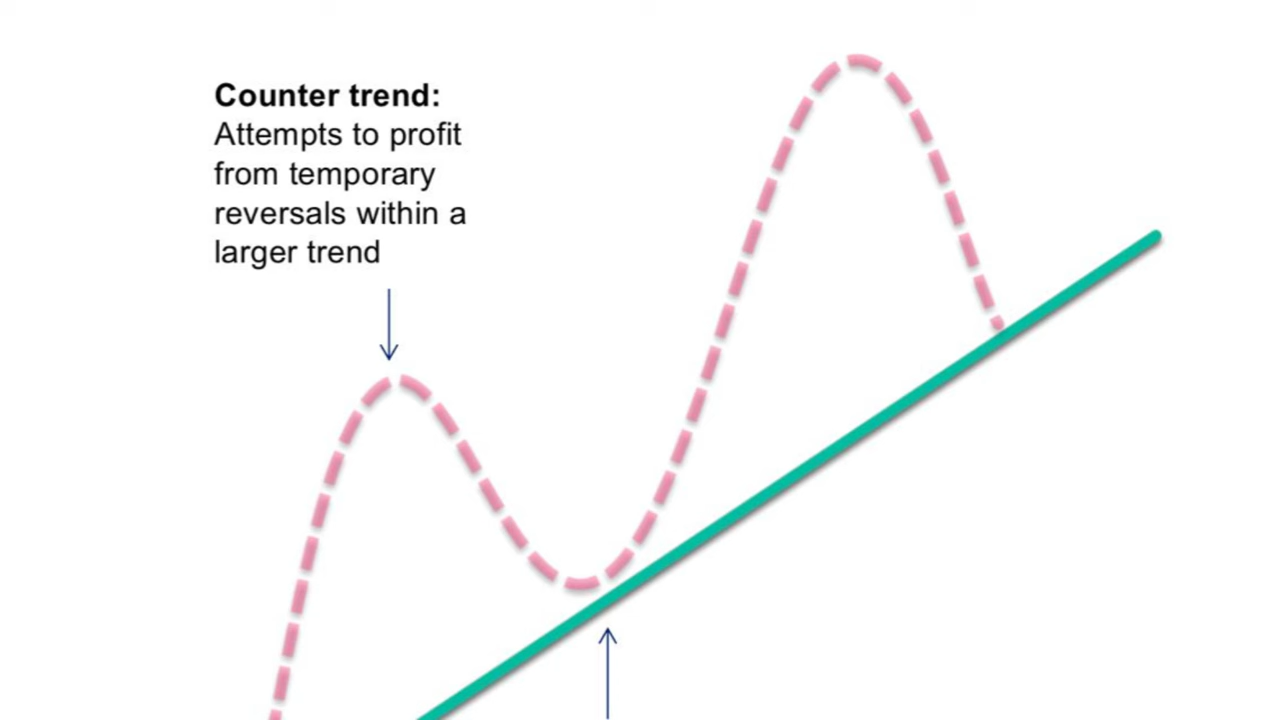 Counter trend:
Attempts to profit
from temporary
reversals within a
larger trend